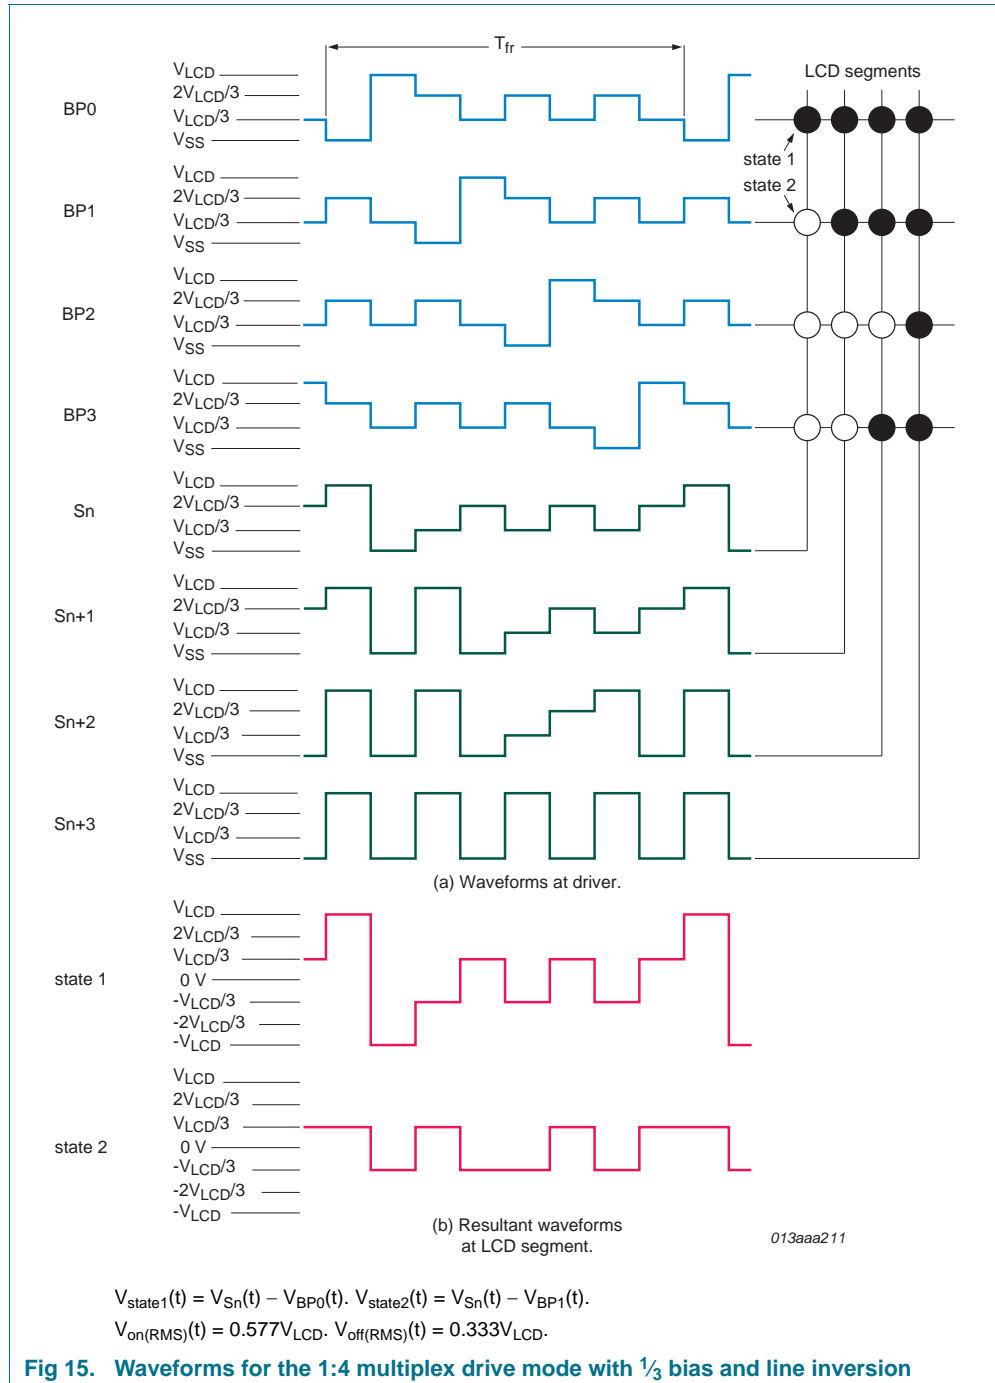 Tfr
LCD segments
BP0
VLCD
2VLCD/3
VLCD/3
VSS
state 1
state 2
BP1
VLCD
2VLCD/3
VLCD/3
VSS
BP2
VLCD
2VLCD/3
VLCD/3
VSS
BP3
VLCD
2VLCD/3
VLCD/3
VSS
Sn
VLCD
2VLCD/3
VLCD/3
VSS
Sn+1
VLCD
2VLCD/3
VLCD/3
VSS
Sn+2
VLCD
2VLCD/3
VLCD/3
VSS
Sn+3
VLCD
2VLCD/3
VLCD/3
VSS
(a) Waveforms at driver.
state 1
VLCD
2VLCD/3
VLCD/3
0 V
-VLCD/3
-2VLCD/3
-VLCD
state 2
VLCD
2VLCD/3
VLCD/3
0 V
-VLCD/3
-2VLCD/3
-VLCD
(b) Resultant waveforms
at LCD segment.
013aaa211
Vstate1(t) = VSn(t) − VBP0(t). Vstate2(t) = VSn(t) − VBP1(t).
Von(RMS)(t) = 0.577VLCD. Voff(RMS)(t) = 0.333VLCD.
Fig 15. Waveforms for the 1:4 multiplex drive mode with 1⁄3 bias and line inversion